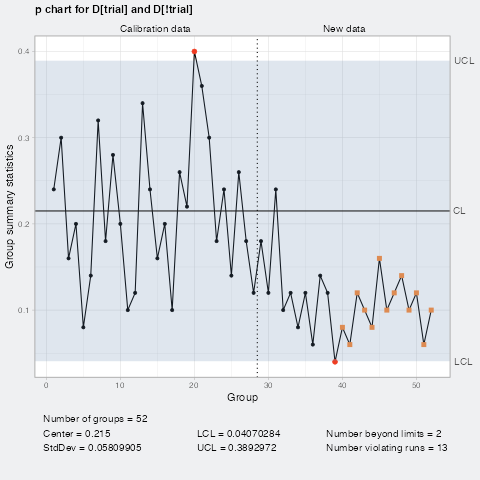 p chart for D[trial] and D[!trial]
Calibration data New data
0.4
0.3
0.2
0.1
UCL
CL
LCL
Group summary statistics
0 10 20 30 40 50
Group
Number of groups = 52
Center = 0.215 LCL = 0.04070284 Number beyond limits = 2
StdDev = 0.05809905 UCL = 0.3892972 Number violating runs = 13